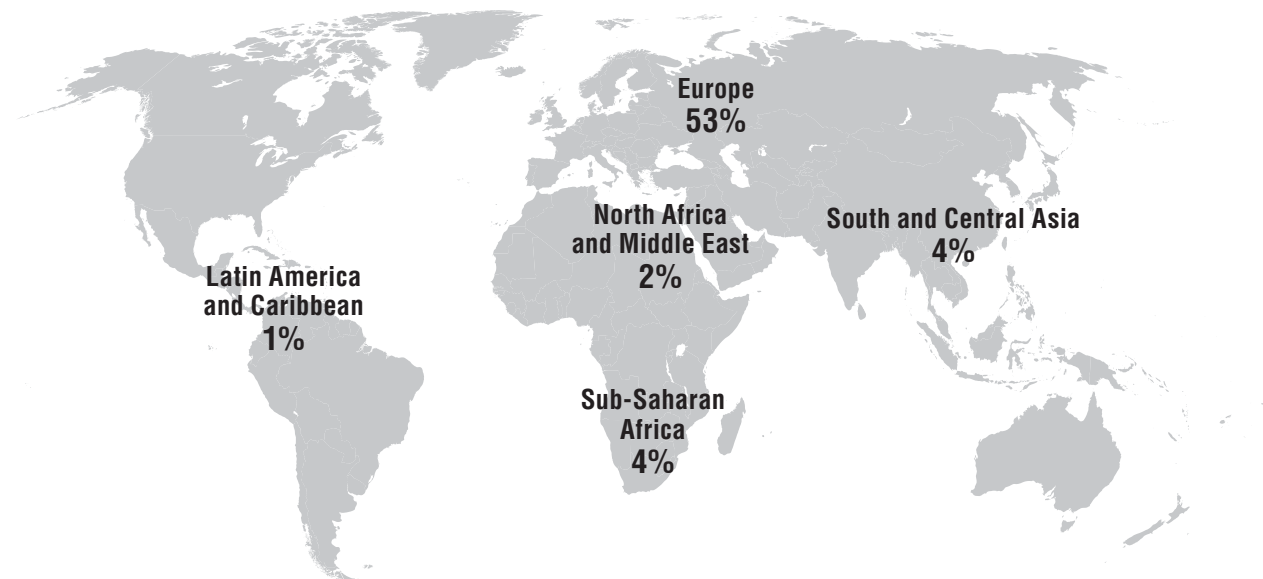 Europe
53%
North Africa
and Middle East
2%
South and Central Asia
4%
Latin America
and Caribbean
1%
Sub-Saharan
Africa
4%